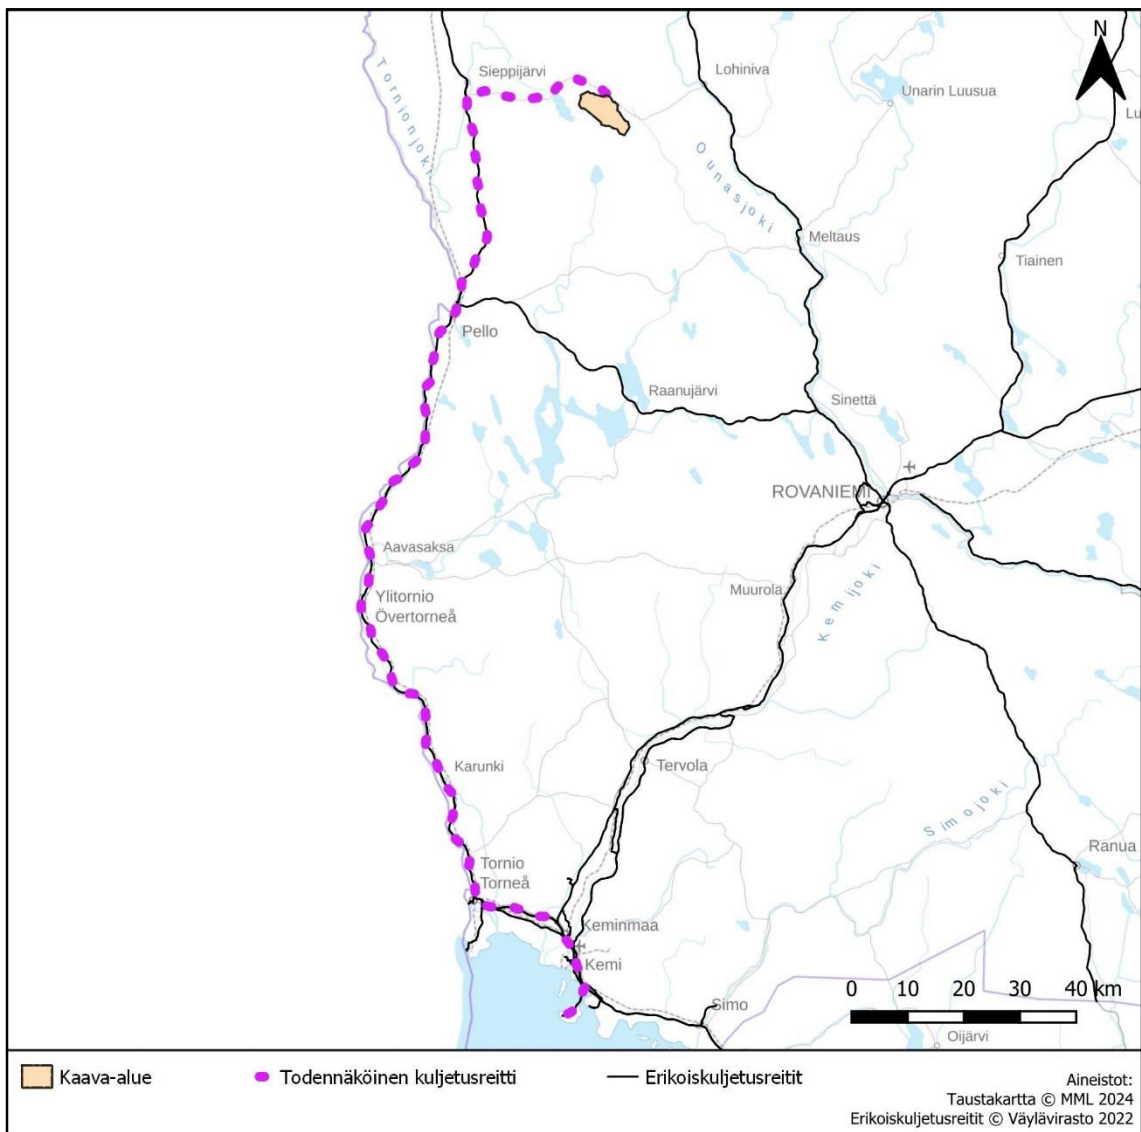 N
Sieppijärvi
Lohiniva
Unarin Luusua
Lu
Tornionjoki
Ounasjoki
Meltaus
Tiainen
Pello
Raanujärvi
Sinettä
ROVANIEMI
Aavasaksa
Muurola
Kemijoki
Ylitornio
Övertorneå
Karunki
Tervola
Simojoki
Ranua
Tornio
Torneå
Keminmaa
Kemi
Simo
0 10 20 30 40 km
Oijärvi
Kaava-alue Todennäköinen kuljetusreitti Erikoiskuljetusreitit
Aineistot:
Taustakartta © MML 2024
Erikoiskuljetusreitit © Väylävirasto 2022